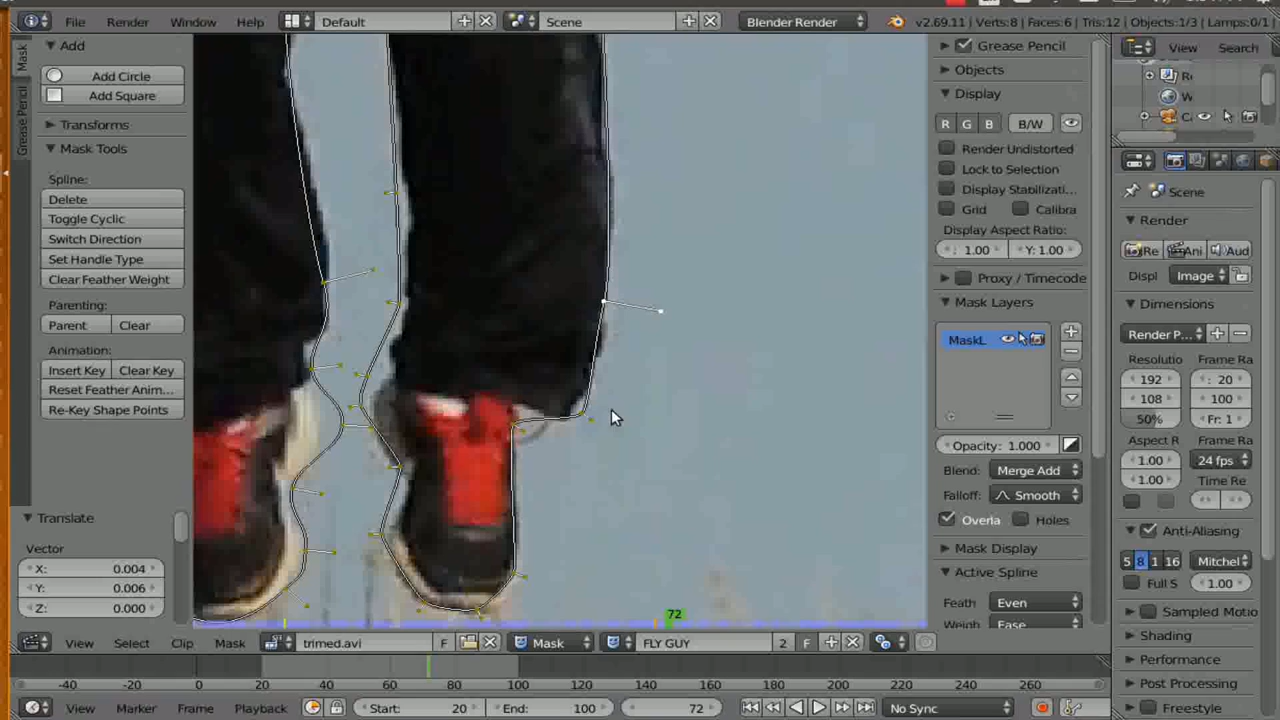 File Render Window Help Default Scene Blender Render v2.69.11 | Verts:8 | Faces:6 | Tris:12 | Objects:1/3 | Lamps:0/1
View Search
Mask
Grease Pencil
Add
Add Circle
Add Square
Transforms
Mask Tools
Spline:
Delete
Toggle Cyclic
Switch Direction
Set Handle Type
Clear Feather Weight
Parenting:
Parent Clear
Animation:
Insert Key Clear Key
Reset Feather Anim...
Re-Key Shape Points
Translate
Vector
X: 0.004
Y: 0.006
Z: 0.000
72
Grease Pencil
Objects
Display
R G B B/W
Render Undistorted
Lock to Selection
Display Stabilizati...
Grid Calibra
Display Aspect Ratio:
: 1.00 Y: 1.00
Proxy / Timecode
Mask Layers
MaskL
Opacity: 1.000
Blend: Merge Add
Falloff: Smooth
Overla Holes
Mask Display
Active Spline
Feath Even
Weigh Ease
Scene
Render
Re Ani Aud
Displ Image
Dimensions
Render P...
Resolutio Frame Ra
192 : 20
108 100
50% Fr: 1
Aspect R Frame Ra
1.00 24 fps
1.00 Time Re
Anti-Aliasing
5 8 1 16 Mitchel
Full S 1.00
Sampled Motio
Shading
Performance
Post Processing
Freestyle
View Select Clip Mask trimed.avi F Mask FLY GUY 2 F
-40 -20 0 20 40 60 80 100 120 140 160 180 200 220 240 260
View Marker Frame Playback Start: 20 End: 100 72 No Sync